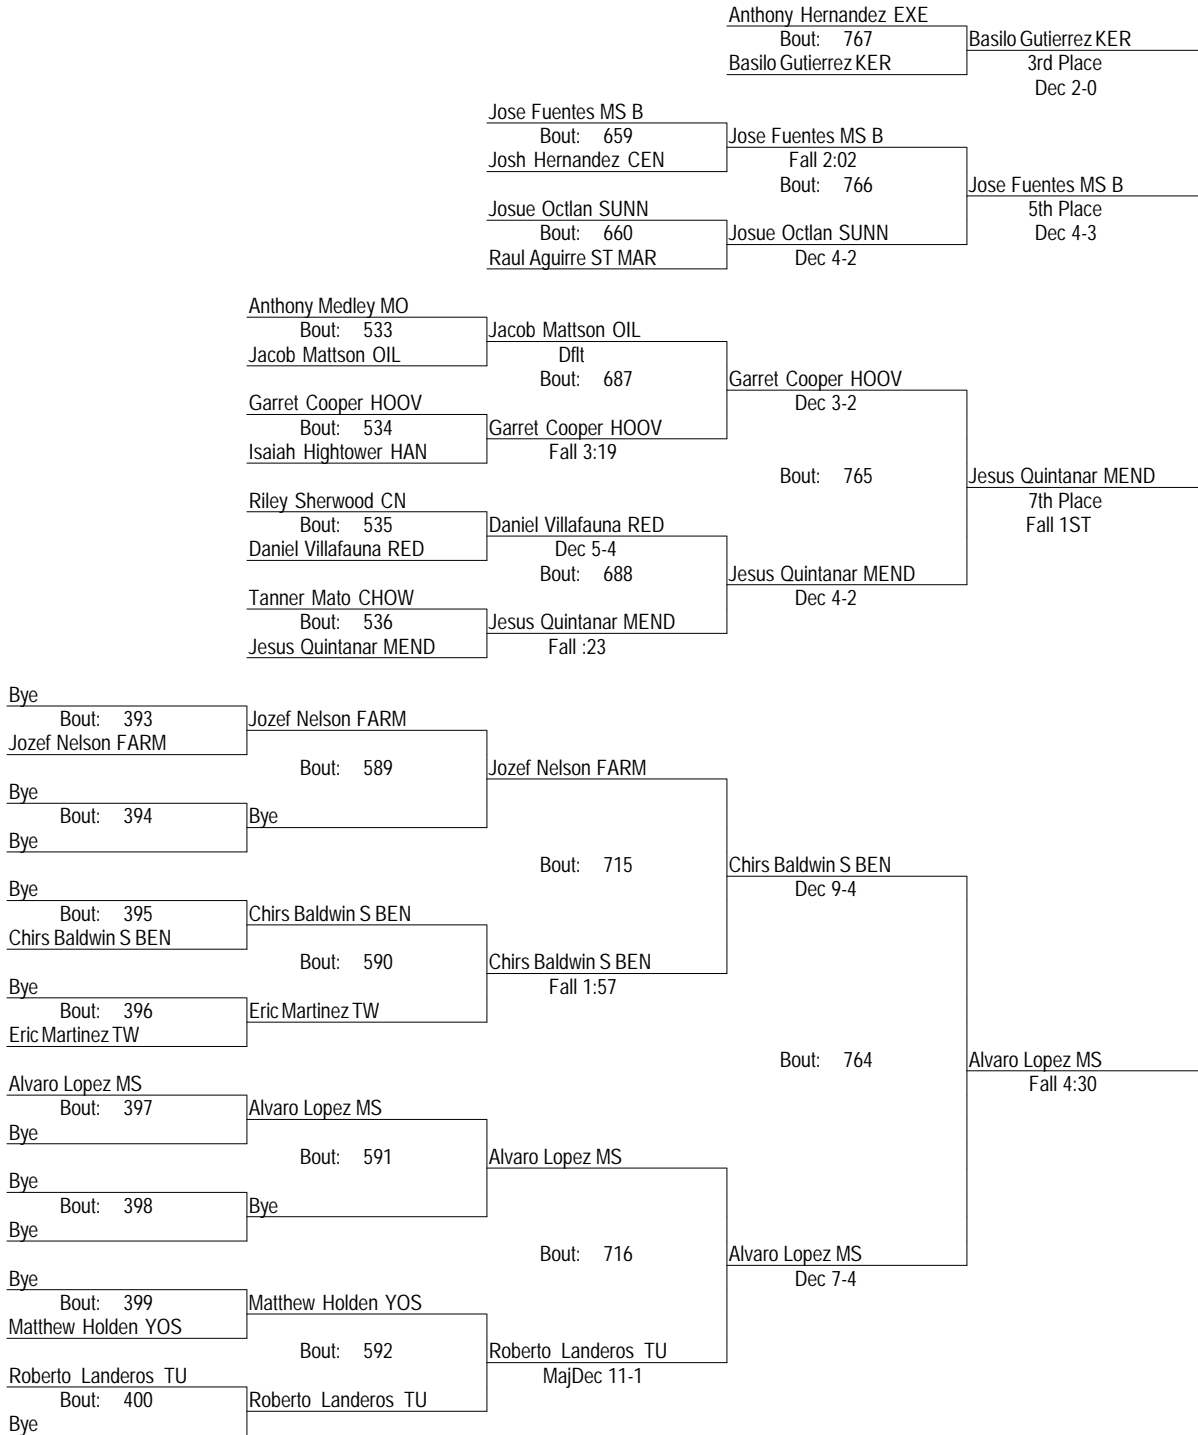 Anthony Hernandez EXE
Bout: 767
Basilo Gutierrez KER
Basilo Gutierrez KER
3rd Place
Dec 2-0
Jose Fuentes MS B
Bout: 659
Josh Hernandez CEN
Jose Fuentes MS B
Fall 2:02
Bout: 766
Jose Fuentes MS B
5th Place
Dec 4-3
Josue Octlan SUNN
Bout: 660
Raul Aguirre ST MAR
Josue Octlan SUNN
Dec 4-2
Anthony Medley MO
Bout: 533
Jacob Mattson OIL
Jacob Mattson OIL
Dflt
Bout: 687
Garret Cooper HOOV
Dec 3-2
Garret Cooper HOOV
Bout: 534
Isaiah Hightower HAN
Garret Cooper HOOV
Fall 3:19
Bout: 765
Jesus Quintanar MEND
7th Place
Fall 1ST
Riley Sherwood CN
Bout: 535
Daniel Villafauna RED
Daniel Villafauna RED
Dec 5-4
Bout: 688
Jesus Quintanar MEND
Dec 4-2
Tanner Mato CHOW
Bout: 536
Jesus Quintanar MEND
Jesus Quintanar MEND
Fall :23
Bye
Bout: 393
Jozef Nelson FARM
Jozef Nelson FARM
Bout: 589
Jozef Nelson FARM
Bye
Bout: 394
Bye
Bye
Bout: 715
Chirs Baldwin S BEN
Dec 9-4
Bye
Bout: 395
Chirs Baldwin S BEN
Chirs Baldwin S BEN
Bout: 590
Chirs Baldwin S BEN
Fall 1:57
Bye
Bout: 396
Eric Martinez TW
Eric Martinez TW
Bout: 764
Alvaro Lopez MS
Fall 4:30
Alvaro Lopez MS
Bout: 397
Bye
Alvaro Lopez MS
Bout: 591
Alvaro Lopez MS
Bye
Bout: 398
Bye
Bye
Bout: 716
Alvaro Lopez MS
Dec 7-4
Bye
Bout: 399
Matthew Holden YOS
Matthew Holden YOS
Bout: 592
Roberto Landeros TU
MajDec 11-1
Roberto Landeros TU
Bout: 400
Bye
Roberto Landeros TU